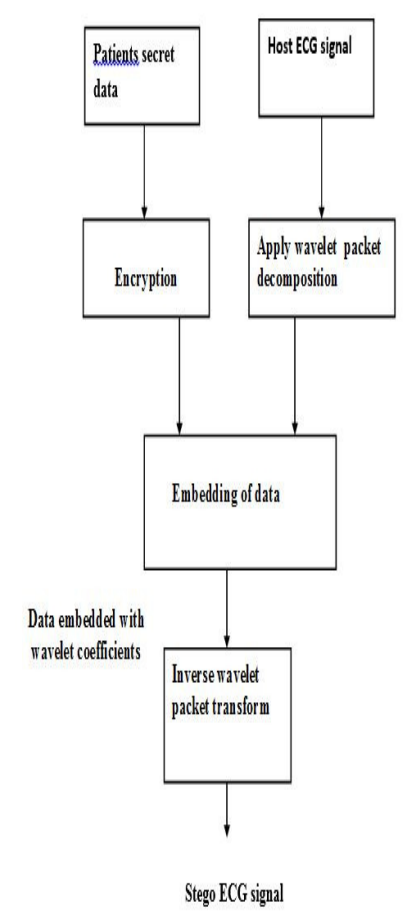 Patients secret
data
Host ECG signal
Encryption
Apply wavelet packet
decomposition
Embedding of data
Data embedded with
wavelet coefficients
Inverse wavelet
packet transform
Stego ECG signal